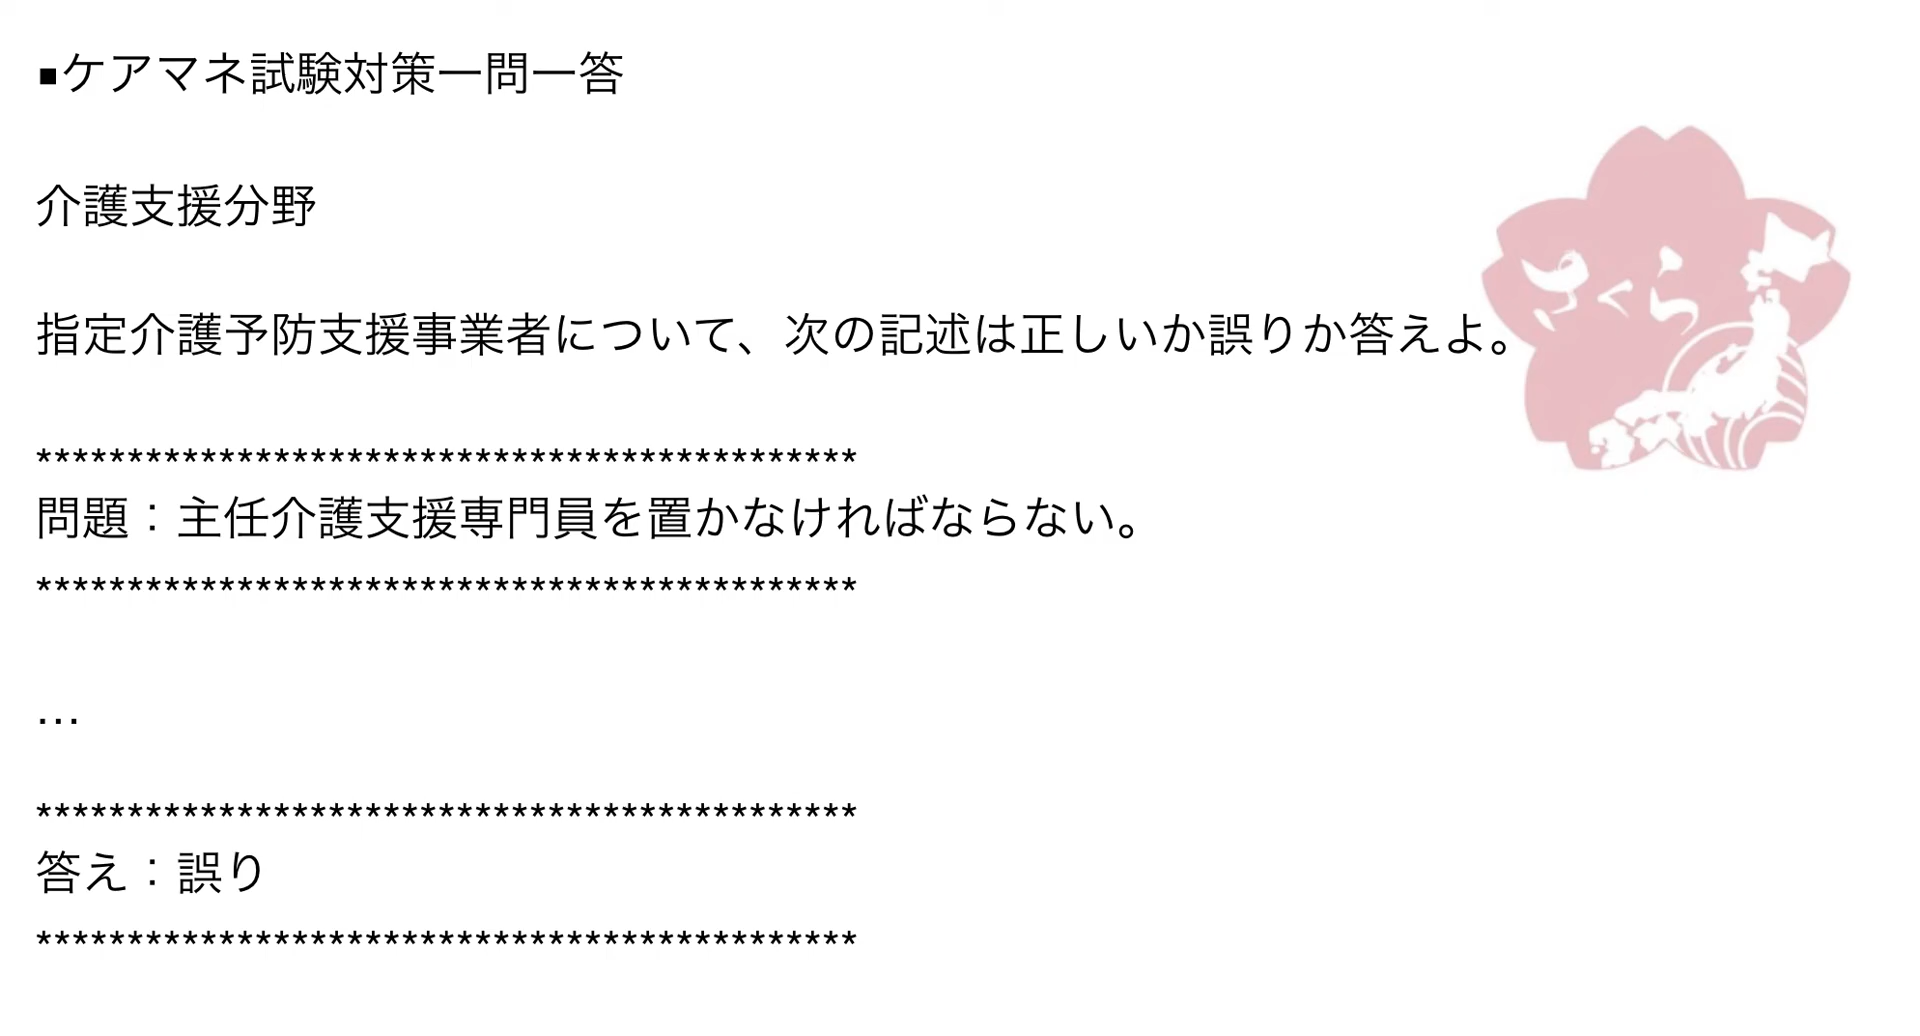 ▪ケアマネ試験対策一問一答
介護支援分野
指定介護予防支援事業者について、次の記述は正しいか誤りか答えよ。
さくら
*********************************************
問題：主任介護支援専門員を置かなければならない。
*********************************************
…
*********************************************
答え：誤り
*********************************************